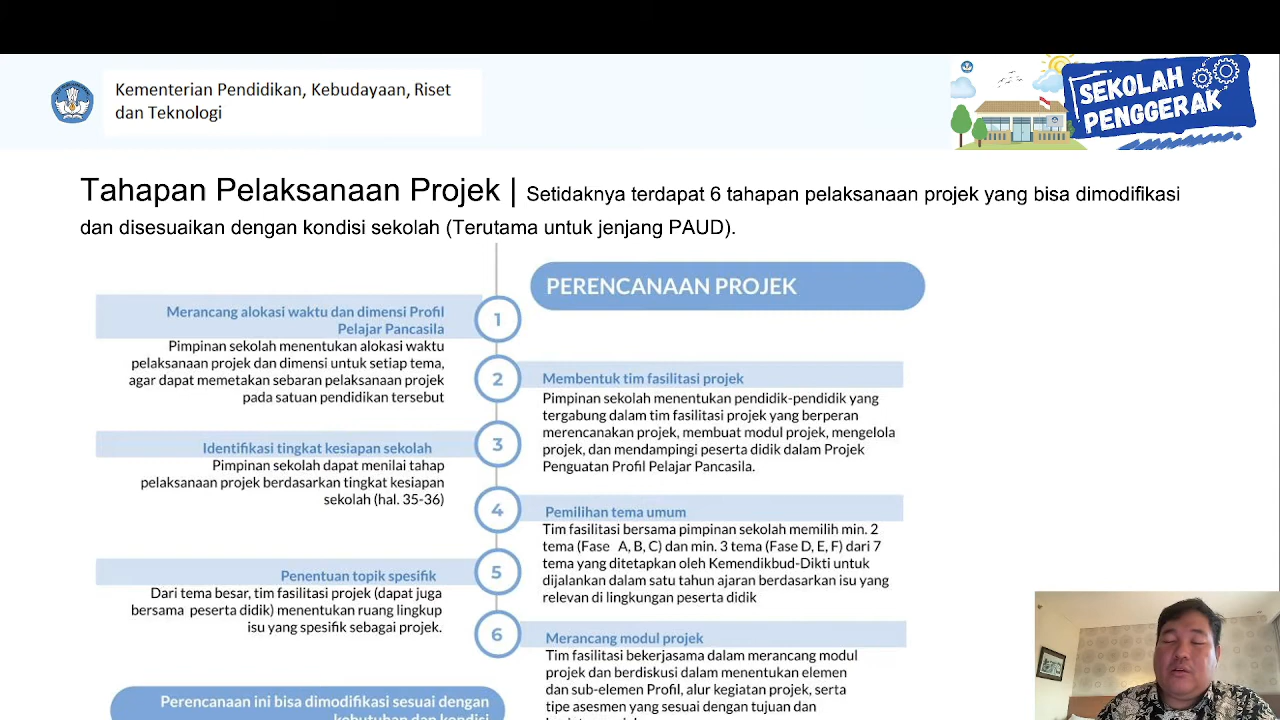 Kementerian Pendidikan, Kebudayaan, Riset
dan Teknologi
SEKOLAH
PENGGERAK
Tahapan Pelaksanaan Projek | Setidaknya terdapat 6 tahapan pelaksanaan projek yang bisa dimodifikasi
dan disesuaikan dengan kondisi sekolah (Terutama untuk jenjang PAUD).
PERENCANAAN PROJEK
1
Merancang alokasi waktu dan dimensi Profil
Pelajar Pancasila
Pimpinan sekolah menentukan alokasi waktu
pelaksanaan projek dan dimensi untuk setiap tema,
agar dapat memetakan sebaran pelaksanaan projek
pada satuan pendidikan tersebut
2
Membentuk tim fasilitasi projek
Pimpinan sekolah menentukan pendidik-pendidik yang
tergabung dalam tim fasilitasi projek yang berperan
merencanakan projek, membuat modul projek, mengelola
projek, dan mendampingi peserta didik dalam Projek
Penguatan Profil Pelajar Pancasila.
3
Identifikasi tingkat kesiapan sekolah
Pimpinan sekolah dapat menilai tahap
pelaksanaan projek berdasarkan tingkat kesiapan
sekolah (hal. 35-36)
4
Pemilihan tema umum
Tim fasilitasi bersama pimpinan sekolah memilih min. 2
tema (Fase A, B, C) dan min. 3 tema (Fase D, E, F) dari 7
tema yang ditetapkan oleh Kemendikbud-Dikti untuk
dijalankan dalam satu tahun ajaran berdasarkan isu yang
relevan di lingkungan peserta didik
5
Penentuan topik spesifik
Dari tema besar, tim fasilitasi projek (dapat juga
bersama peserta didik) menentukan ruang lingkup
isu yang spesifik sebagai projek.
6
Merancang modul projek
Tim fasilitasi bekerjasama dalam merancang modul
projek dan berdiskusi dalam menentukan elemen
dan sub-elemen Profil, alur kegiatan projek, serta
tipe asesmen yang sesuai dengan tujuan dan
Perencanaan ini bisa dimodifikasi sesuai dengan
kebutuhan dan kondisi